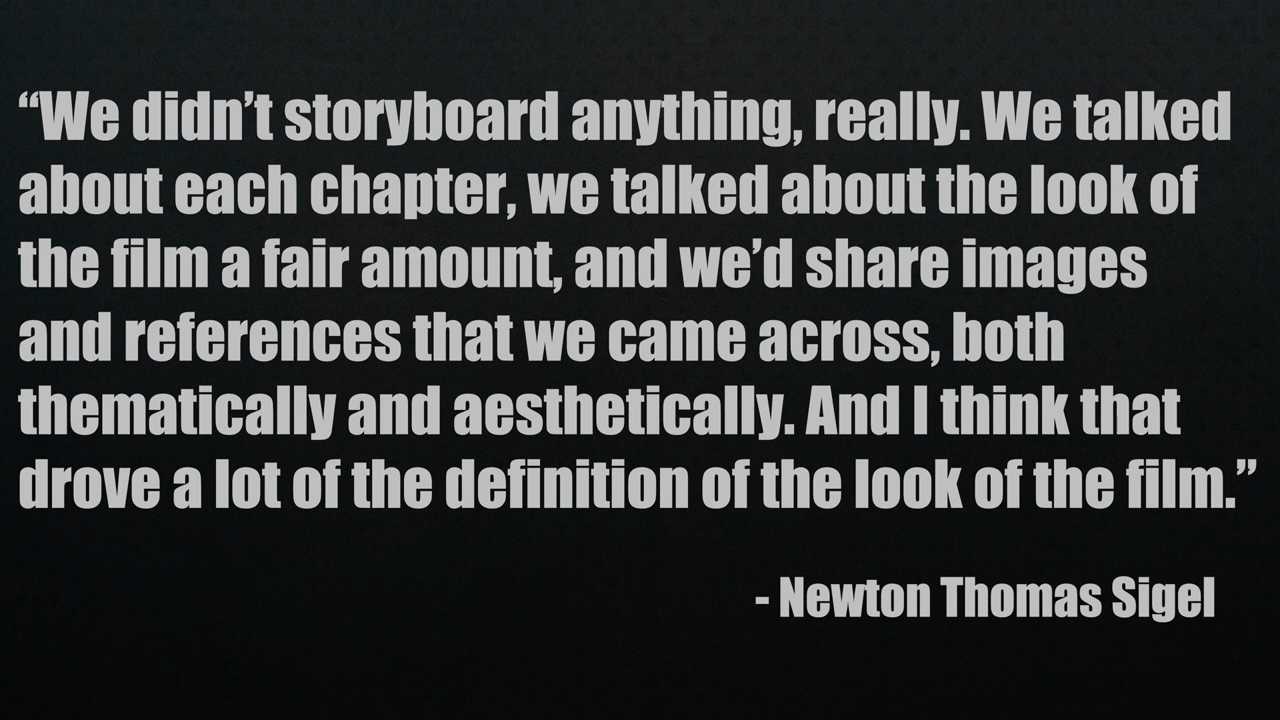 “We didn’t storyboard anything, really. We talked
about each chapter, we talked about the look of
the film a fair amount, and we’d share images
and references that we came across, both
thematically and aesthetically. And I think that
drove a lot of the definition of the look of the film.”
- Newton Thomas Sigel